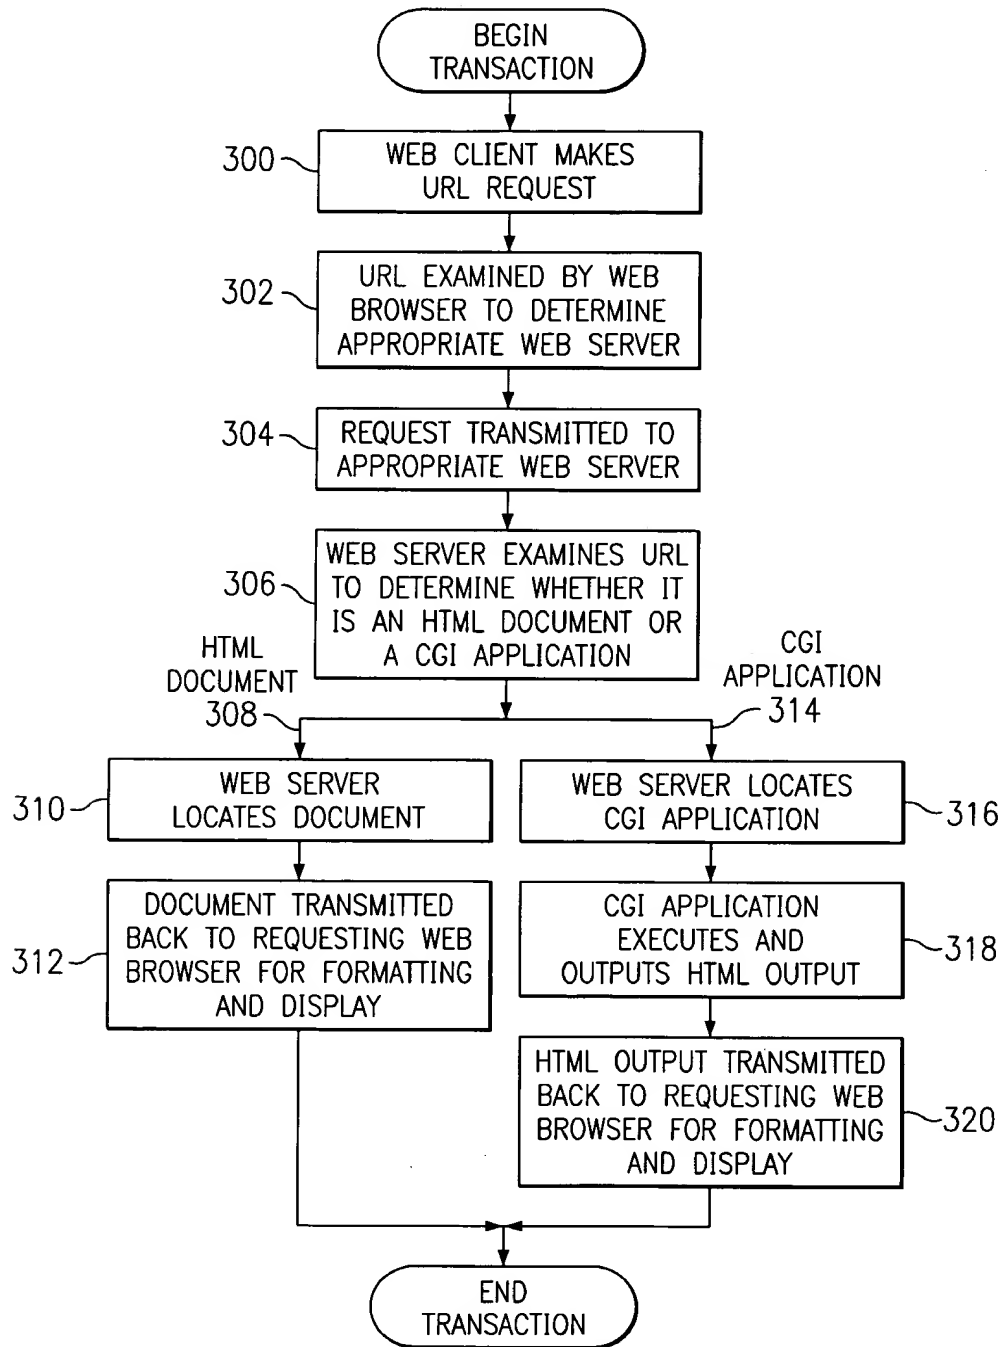 BEGIN
TRANSACTION
300
WEB CLIENT MAKES
URL REQUEST
302
URL EXAMINED BY WEB
BROWSER TO DETERMINE
APPROPRIATE WEB SERVER
304
REQUEST TRANSMITTED TO
APPROPRIATE WEB SERVER
306
WEB SERVER EXAMINES URL
TO DETERMINE WHETHER IT
IS AN HTML DOCUMENT OR
A CGI APPLICATION
HTML
DOCUMENT
308
CGI
APPLICATION
314
310
WEB SERVER
LOCATES DOCUMENT
WEB SERVER LOCATES
CGI APPLICATION
316
312
DOCUMENT TRANSMITTED
BACK TO REQUESTING WEB
BROWSER FOR FORMATTING
AND DISPLAY
CGI APPLICATION
EXECUTES AND
OUTPUTS HTML OUTPUT
318
HTML OUTPUT TRANSMITTED
BACK TO REQUESTING WEB
BROWSER FOR FORMATTING
AND DISPLAY
320
END
TRANSACTION